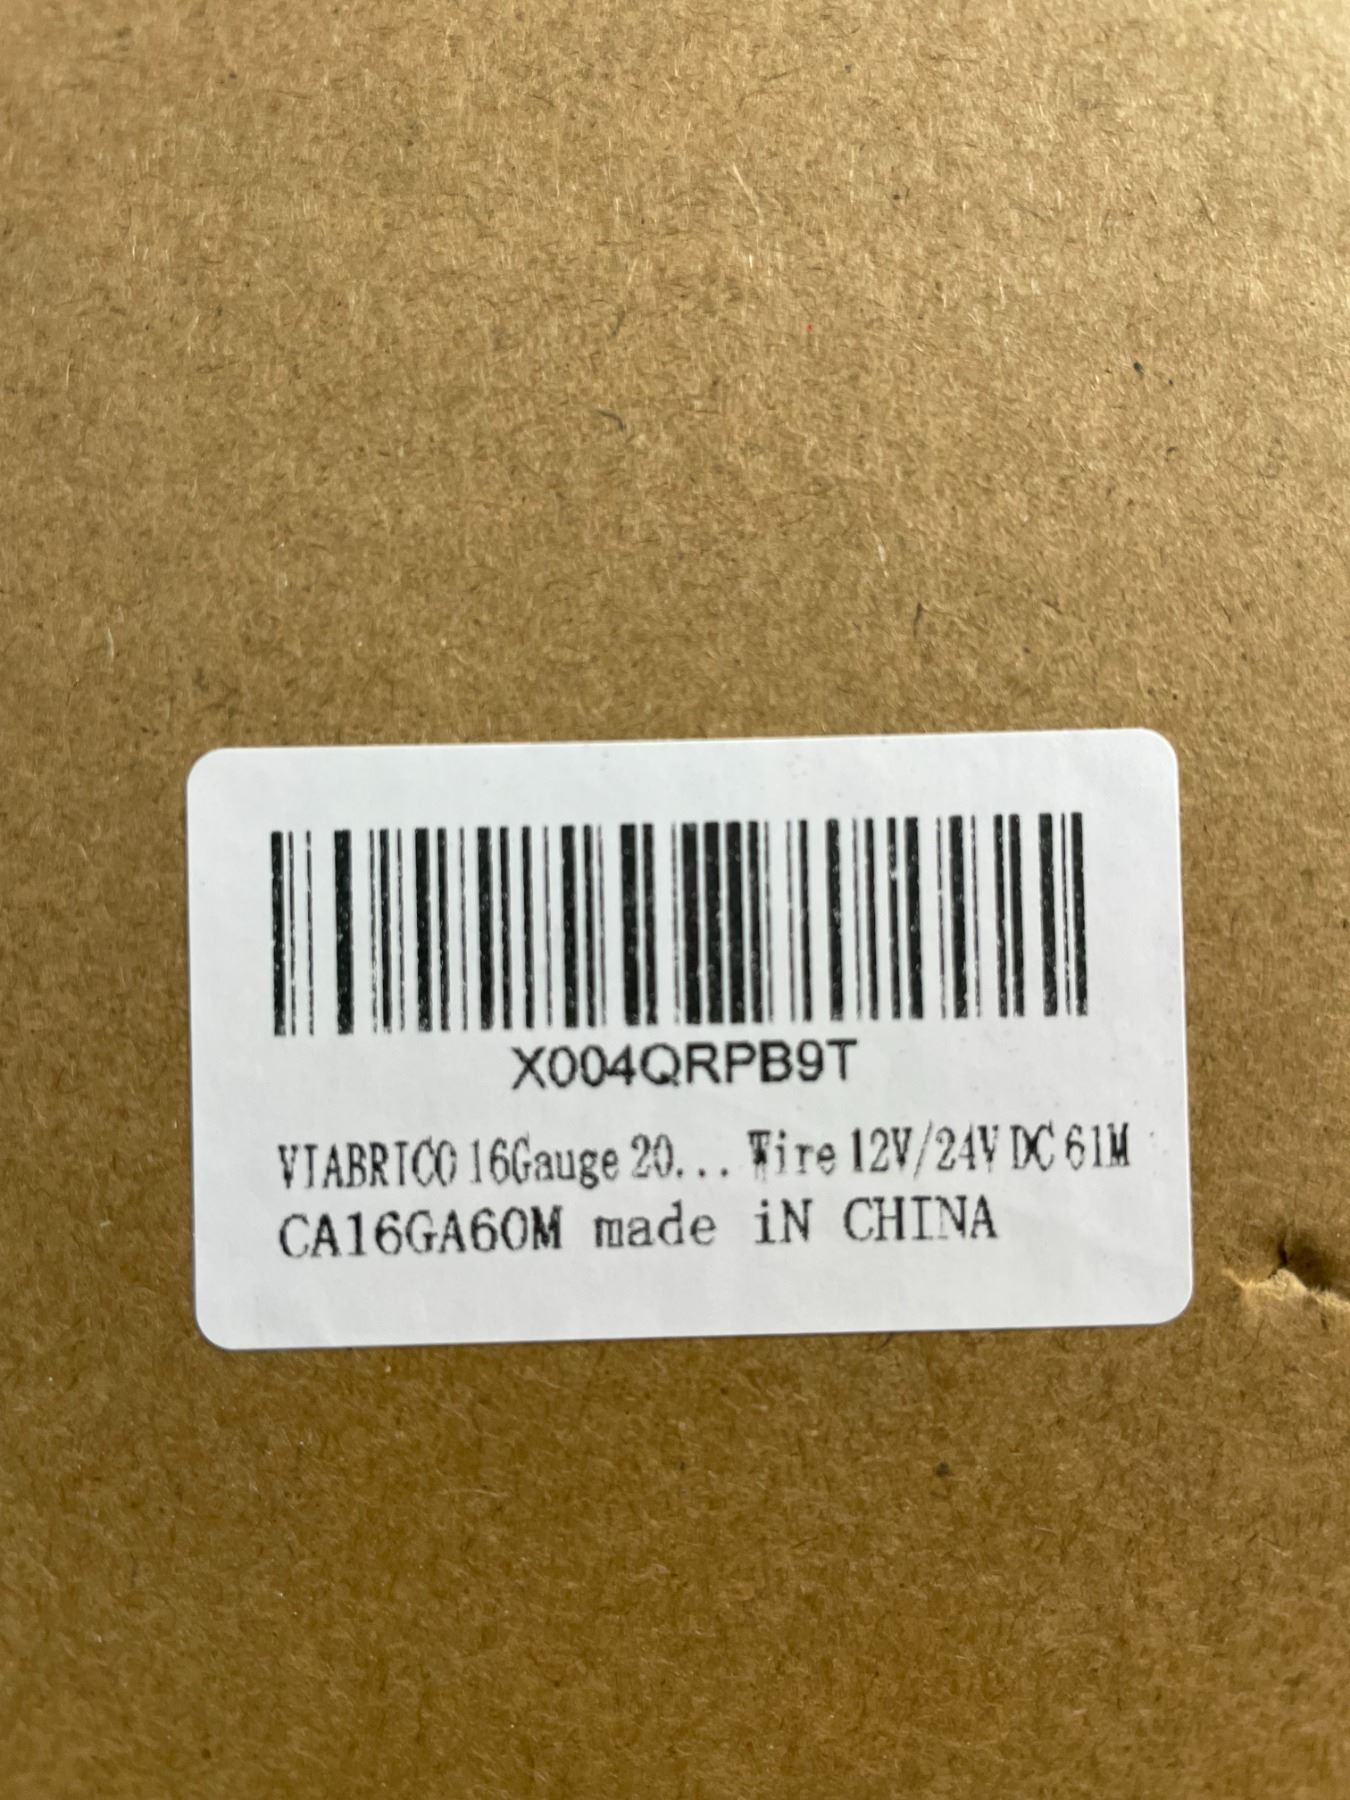 X004QRPB9T
VIABRICO 16Gauge 20... Wire 12V/24V DC 61M
CA16GA60M made iN CHINA